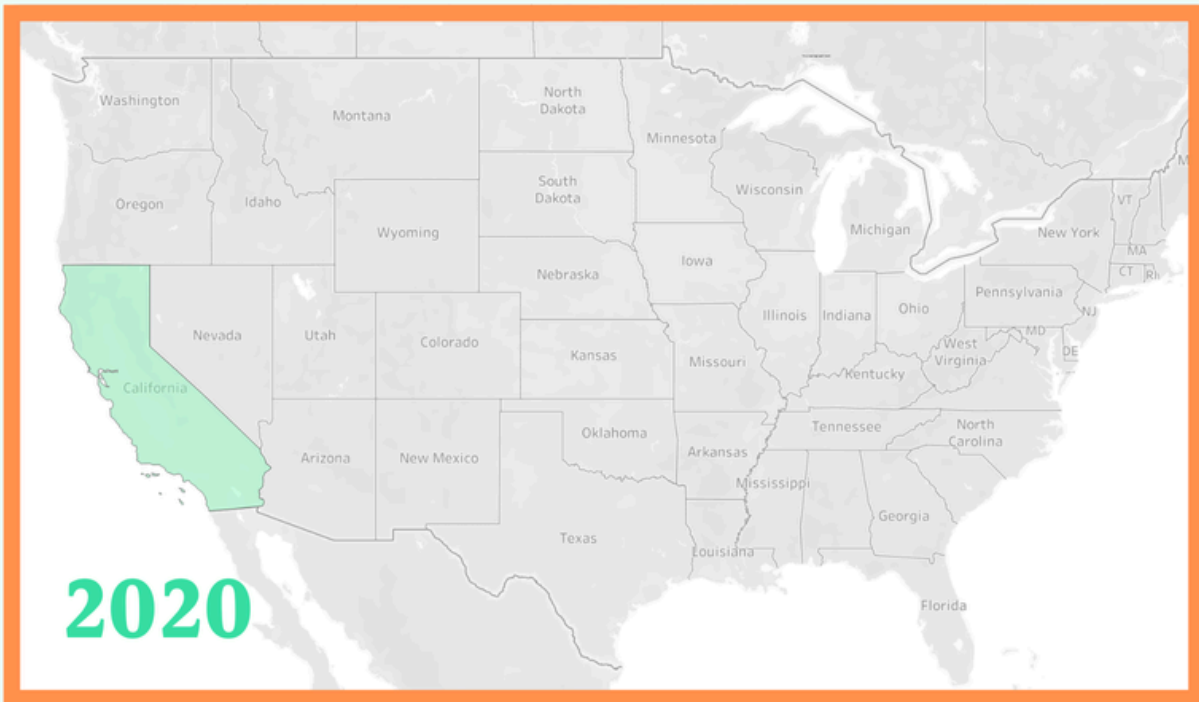 Washington
Montana
North
Dakota
Minnesota
Oregon
Idaho
South
Dakota
Wisconsin
VT
Wyoming
Michigan
New York
Iowa
MA
Nebraska
CT
RI
Nevada
Utah
Colorado
Kansas
Illinois
Indiana
Ohio
Pennsylvania
NJ
MD
West
Virginia
DE
California
Missouri
Kentucky
Arizona
New Mexico
Oklahoma
Arkansas
Tennessee
North
Carolina
Mississippi
Texas
Louisiana
Georgia
Florida
2020